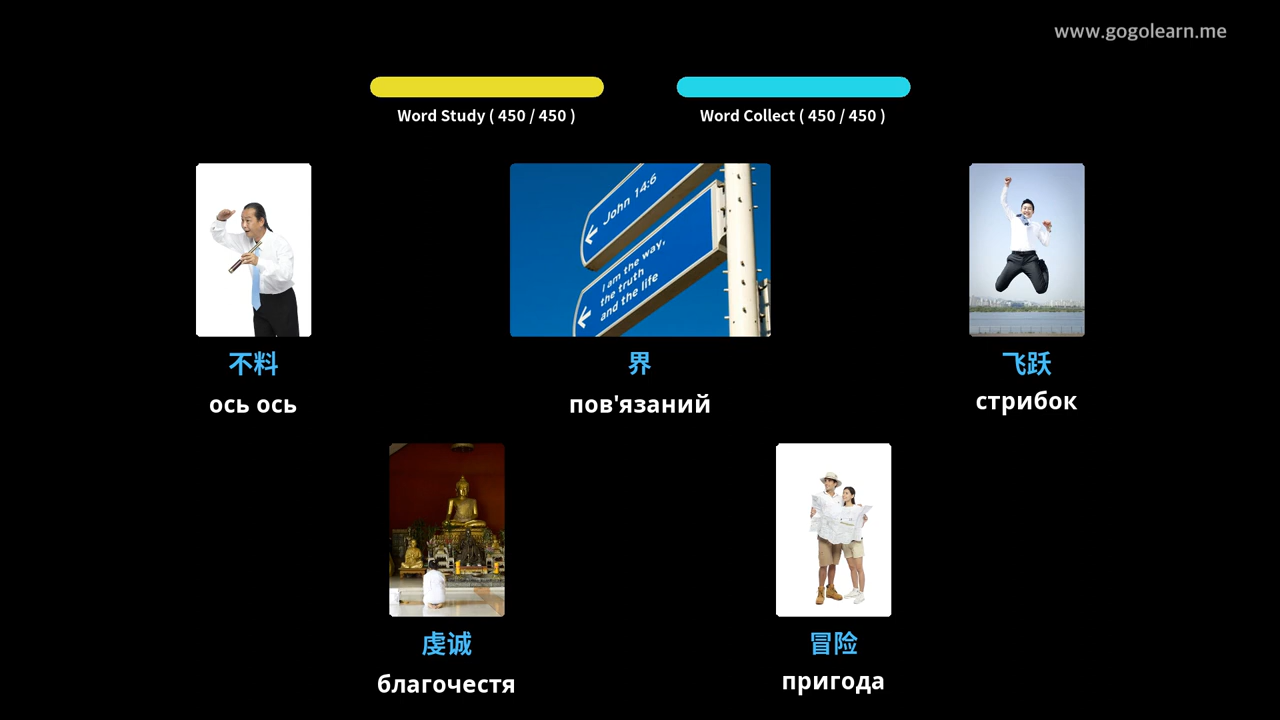 www.gogolearn.me
Word Study ( 450 / 450 )
Word Collect ( 450 / 450 )
John 14:6
I am the way,
the truth
and the life
不料
界
飞跃
ось ось
пов'язаний
стрибок
虔诚
冒险
благочестя
пригода